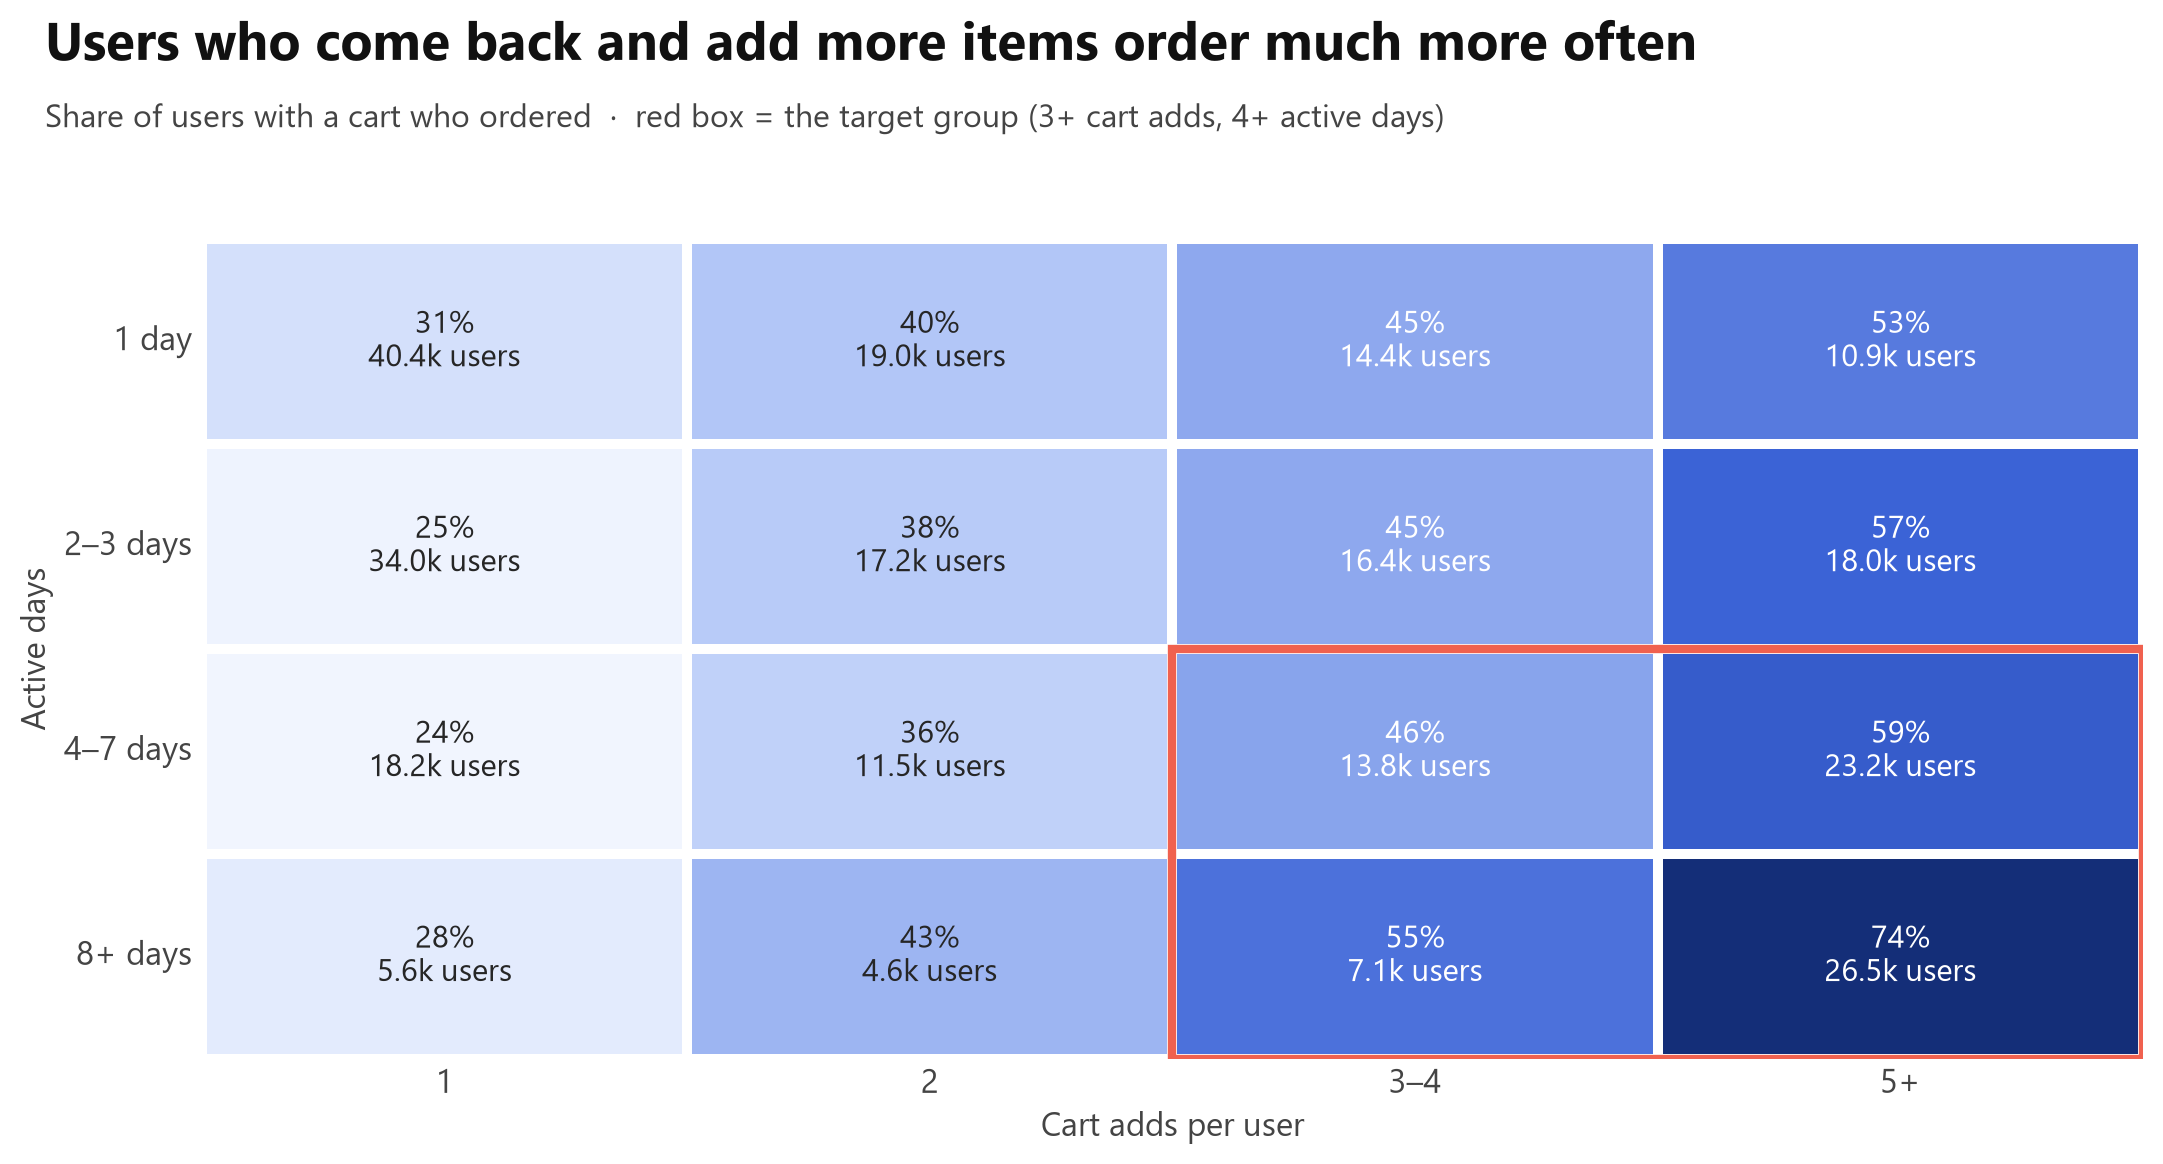 Users who come back and add more items order much more often
Share of users with a cart who ordered · red box = the target group (3+ cart adds, 4+ active days)
Active days
1 day
31%
40.4k users
40%
19.0k users
45%
14.4k users
53%
10.9k users
2–3 days
25%
34.0k users
38%
17.2k users
45%
16.4k users
57%
18.0k users
4–7 days
24%
18.2k users
36%
11.5k users
46%
13.8k users
59%
23.2k users
8+ days
28%
5.6k users
43%
4.6k users
55%
7.1k users
74%
26.5k users
1
2
3–4
5+
Cart adds per user